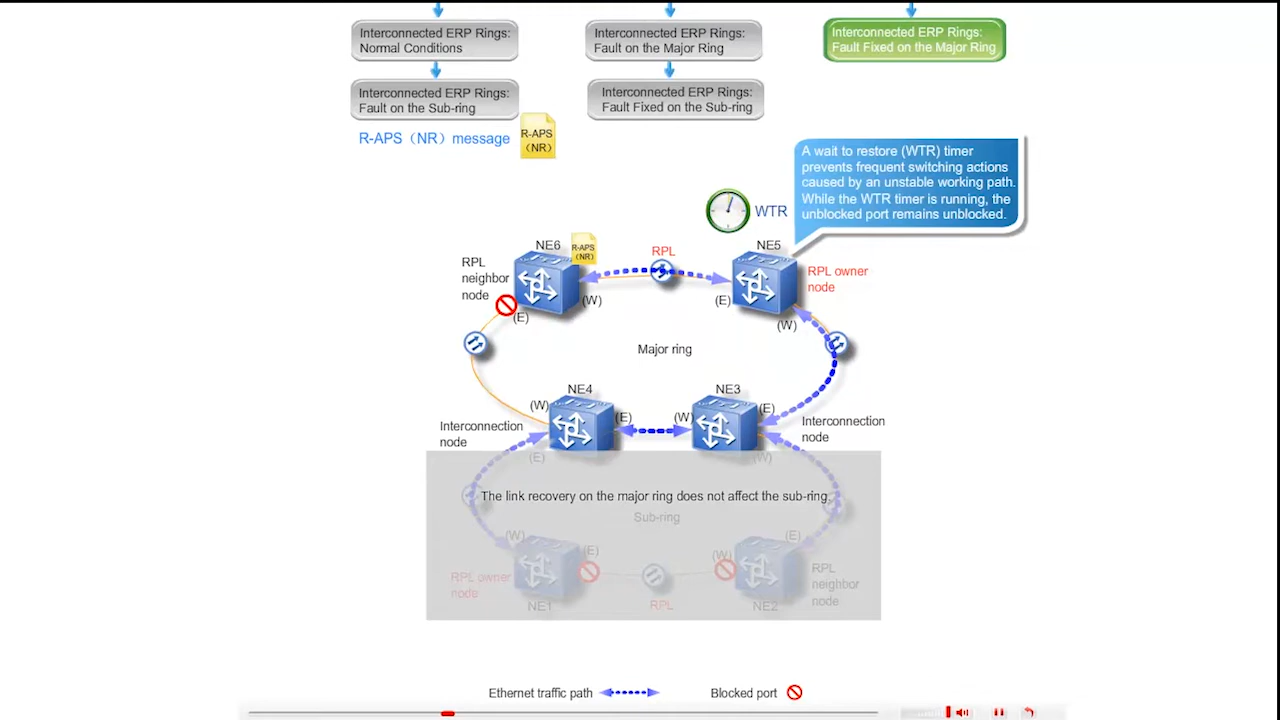 Interconnected ERP Rings:
Normal Conditions
Interconnected ERP Rings:
Fault on the Major Ring
Interconnected ERP Rings:
Fault Fixed on the Major Ring
Interconnected ERP Rings:
Fault on the Sub-ring
Interconnected ERP Rings:
Fault Fixed on the Sub-ring
R-APS（NR）message
R-APS
（NR）
A wait to restore (WTR) timer
prevents frequent switching actions
caused by an unstable working path.
While the WTR timer is running, the
unblocked port remains unblocked.
WTR
NE6
R-APS
(NR)
RPL
NE5
RPL
neighbor
node
RPL owner
node
(W)
(E)
(E)
(W)
Major ring
NE4
NE3
(W)
(E)
(W)
(E)
Interconnection
node
Interconnection
node
(E)
(W)
The link recovery on the major ring does not affect the sub-ring.
Sub-ring
(W)
(E)
(W)
(E)
RPL owner
node
RPL
neighbor
node
NE1
RPL
NE2
Ethernet traffic path
Blocked port